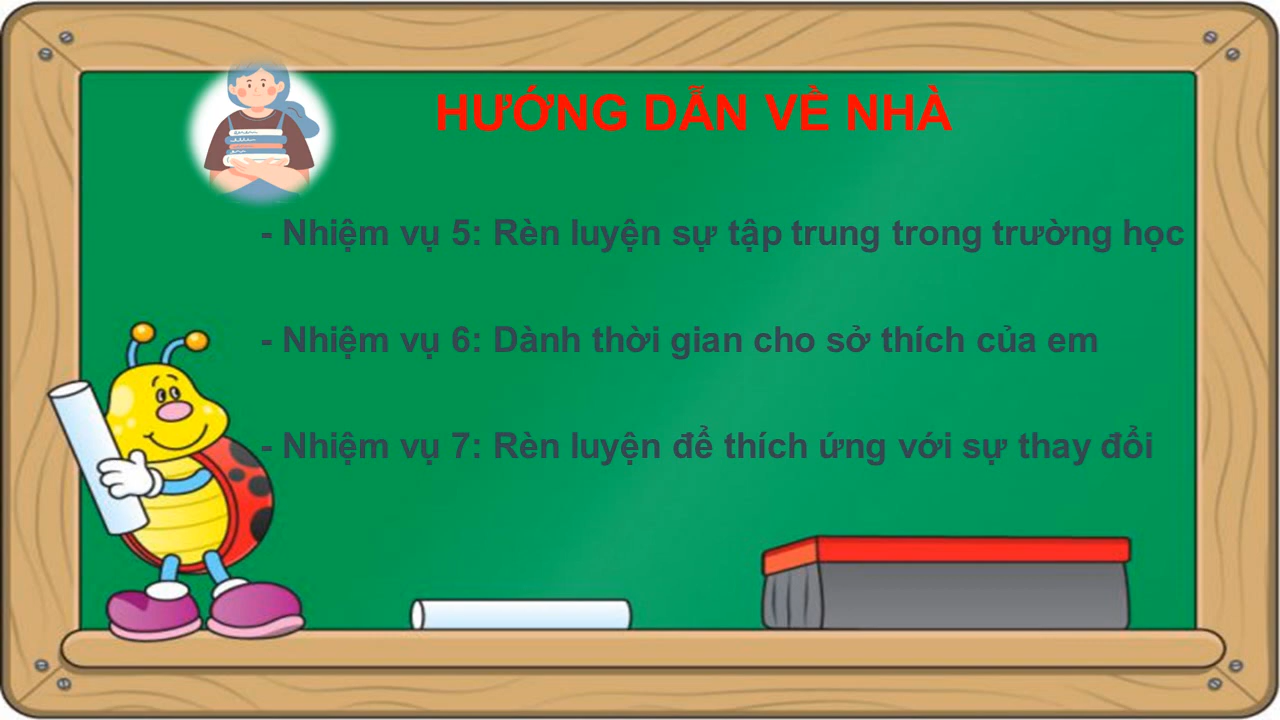 HƯỚNG DẪN VỀ NHÀ
- Nhiệm vụ 5: Rèn luyện sự tập trung trong trường học
- Nhiệm vụ 6: Dành thời gian cho sở thích của em
- Nhiệm vụ 7: Rèn luyện để thích ứng với sự thay đổi